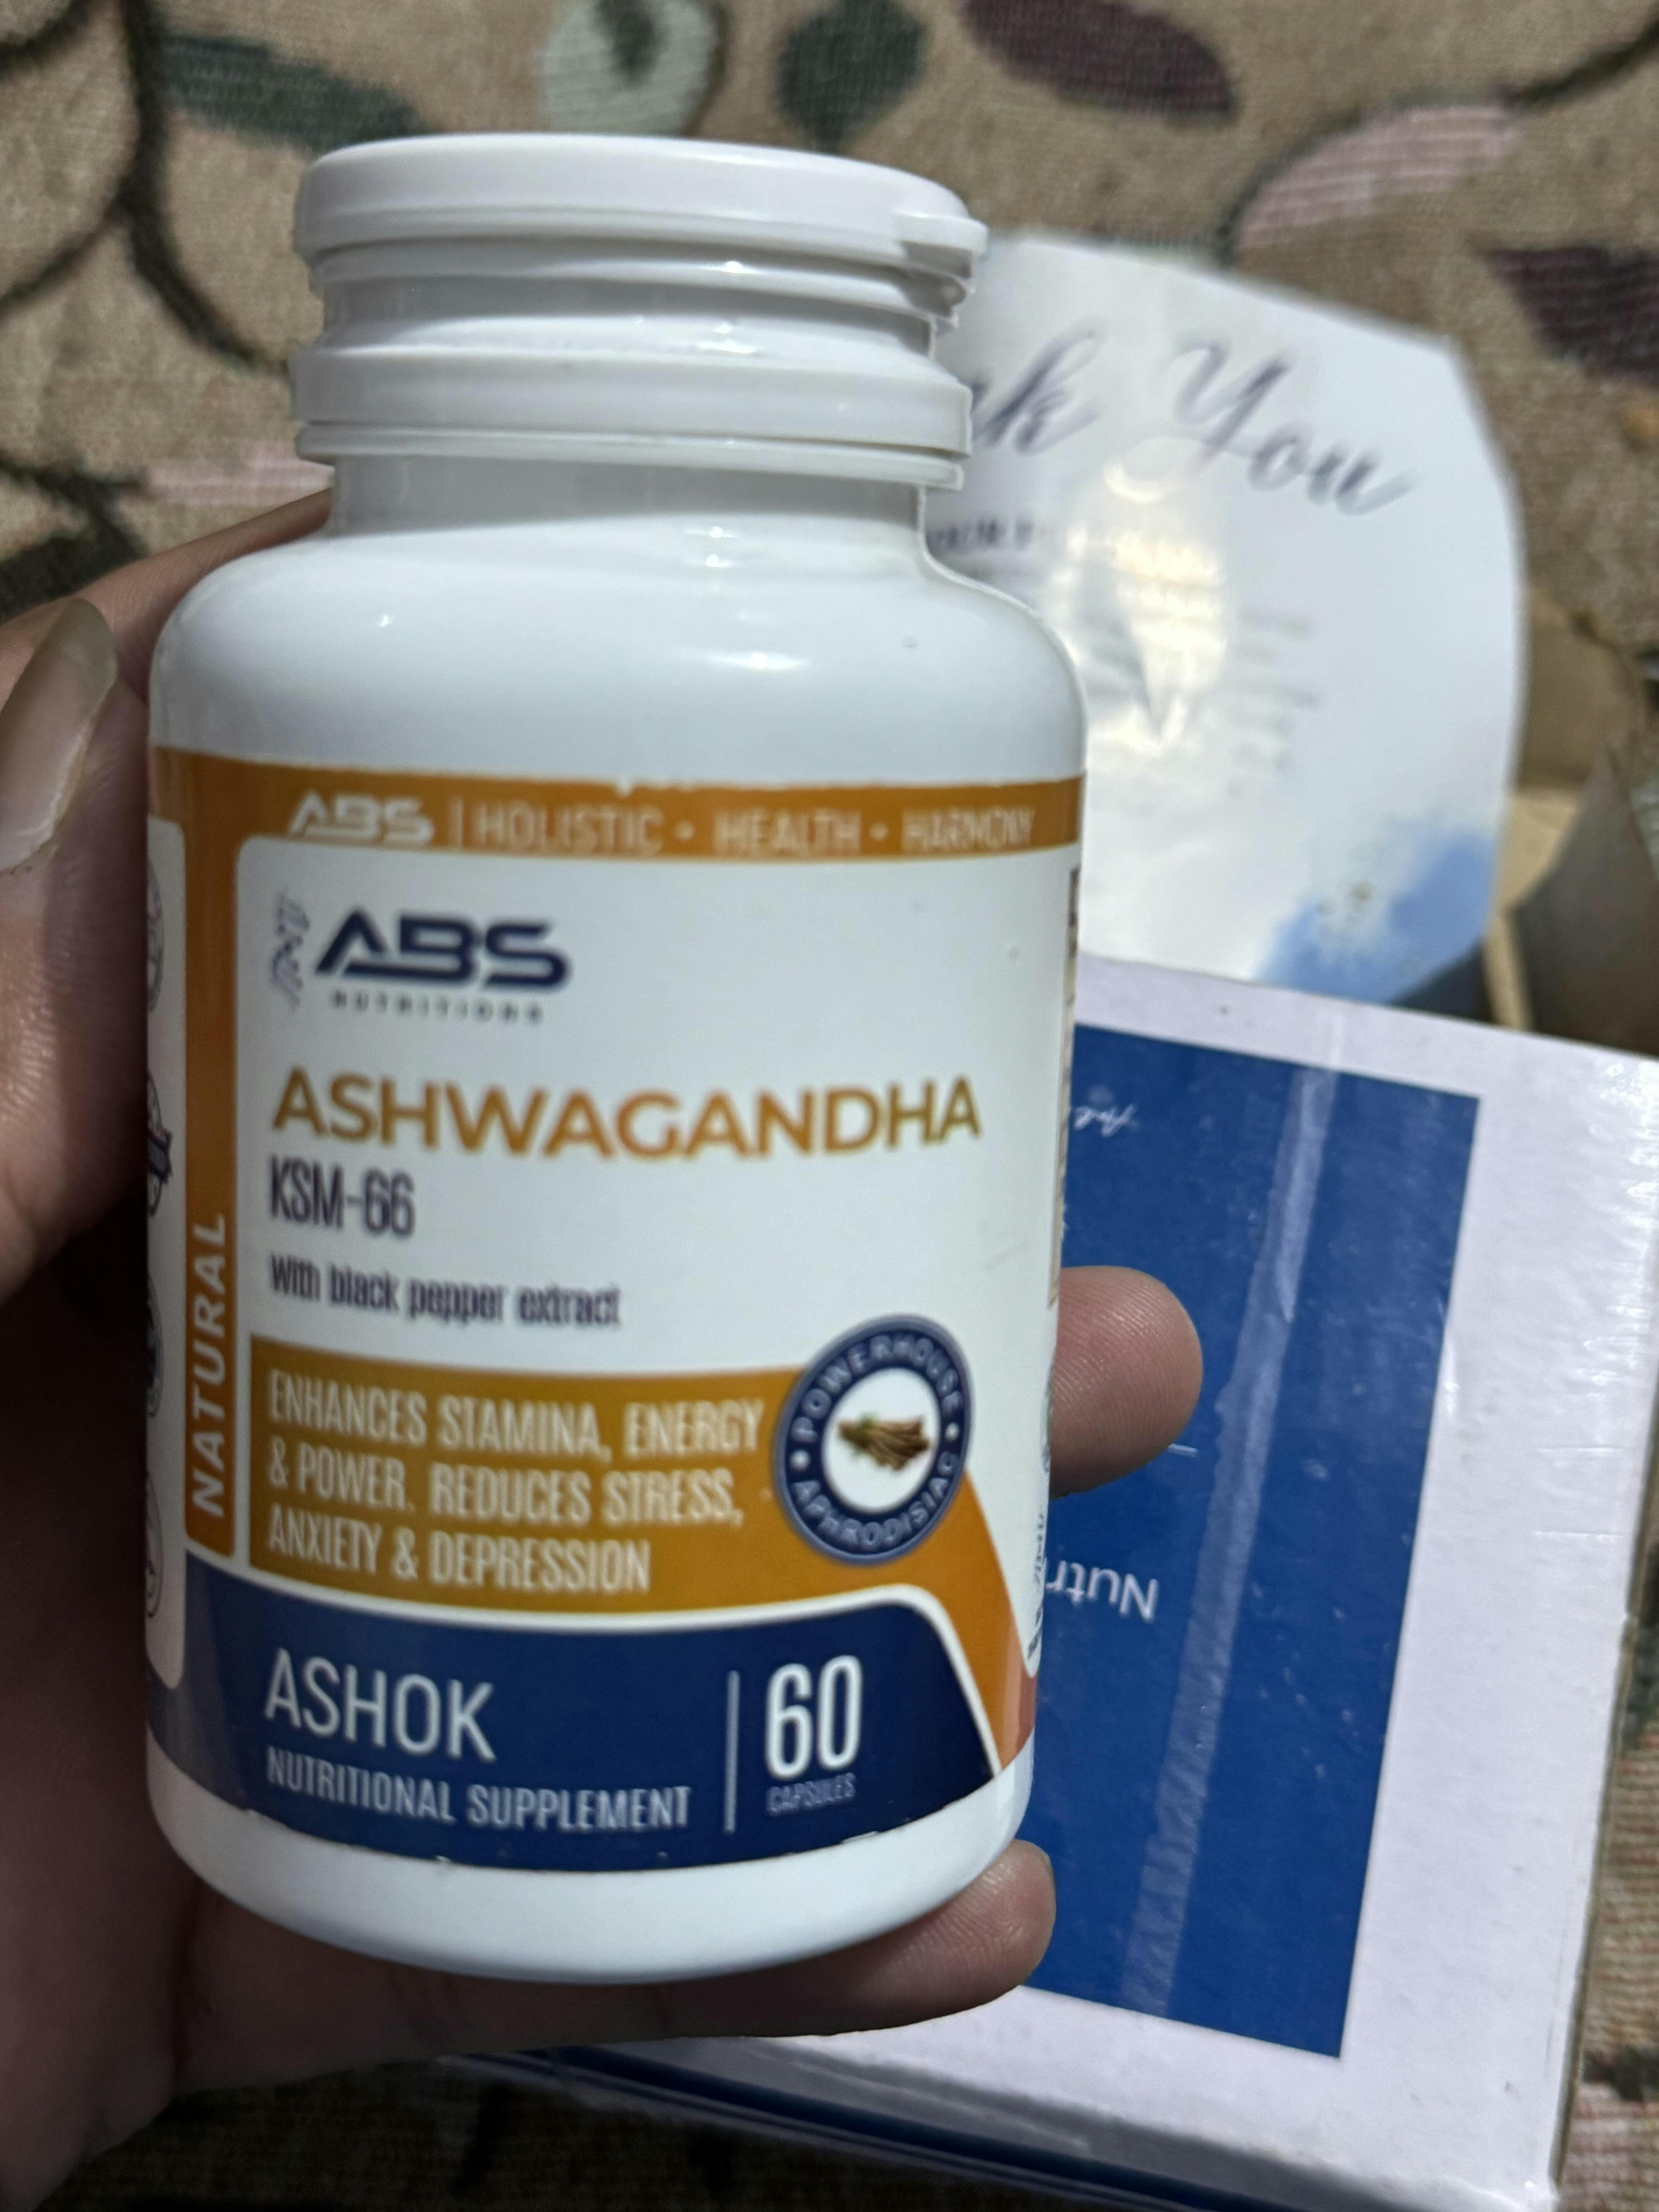 ABS | HOLISTIC • HEALTH • HARMONY
ABS
NUTRITIONS
ASHWAGANDHA
KSM-66
With black pepper extract
NATURAL
ENHANCES STAMINA, ENERGY
& POWER. REDUCES STRESS,
ANXIETY & DEPRESSION
• POWERHOUSE • APHRODISIAC
ASHOK
NUTRITIONAL SUPPLEMENT
60
CAPSULES
You
Nutr